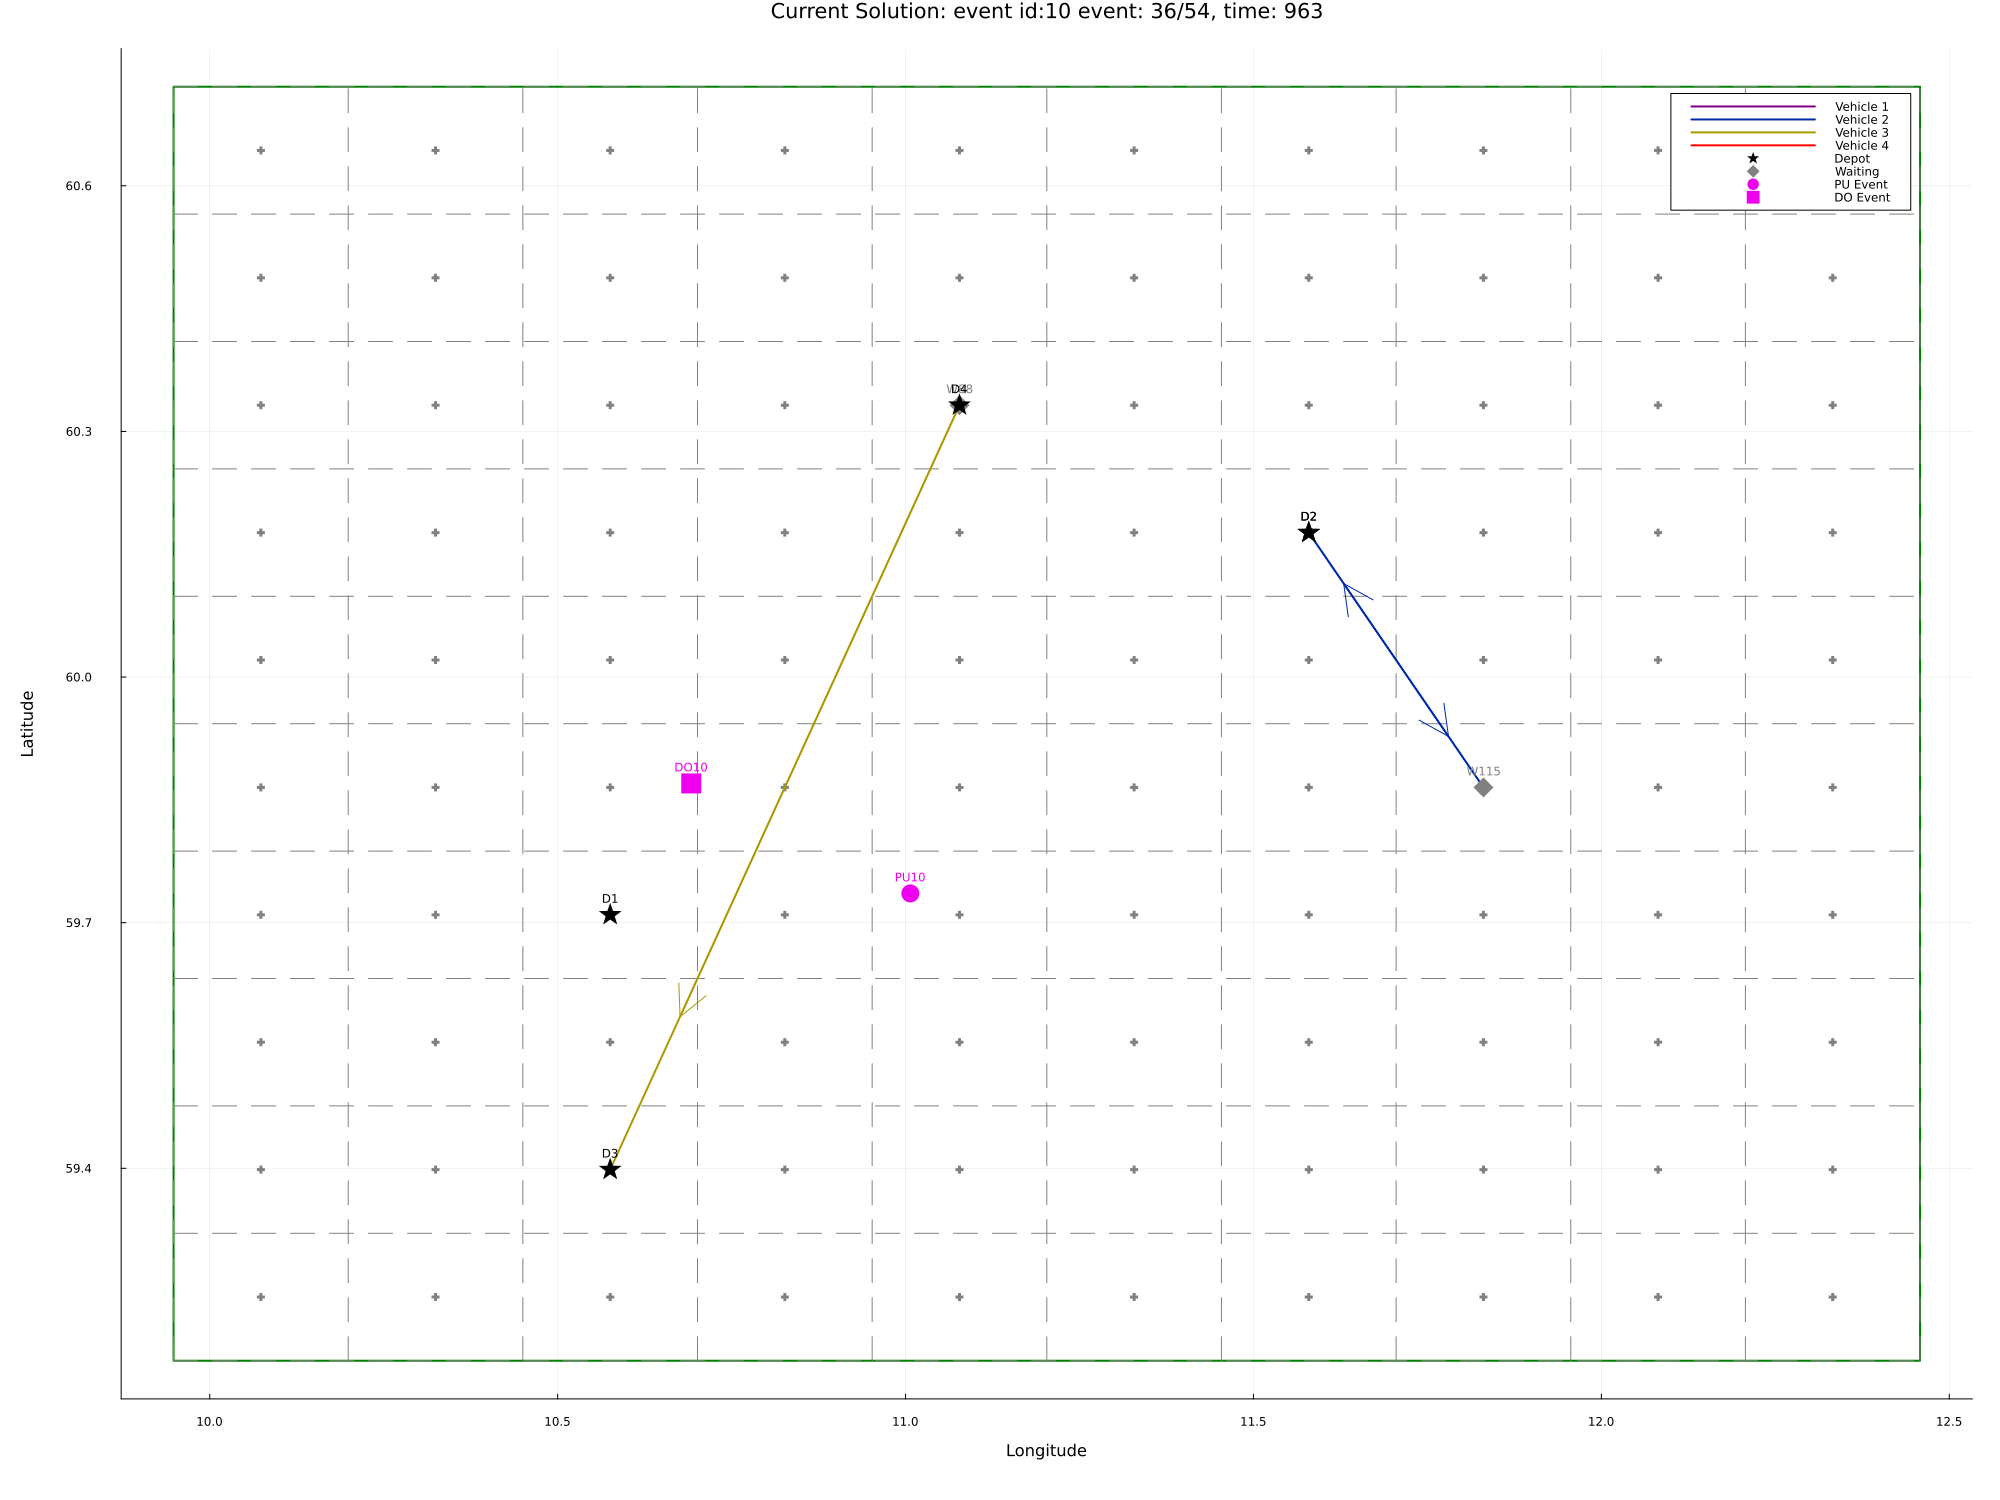 Current Solution: event id:10 event: 36/54, time: 963
Vehicle 1
Vehicle 2
Vehicle 3
Vehicle 4
Depot
Waiting
PU Event
DO Event
60.6
60.3
60.0
59.7
59.4
Latitude
D4
D2
W115
DO10
PU10
D1
D3
10.0
10.5
11.0
11.5
12.0
12.5
Longitude